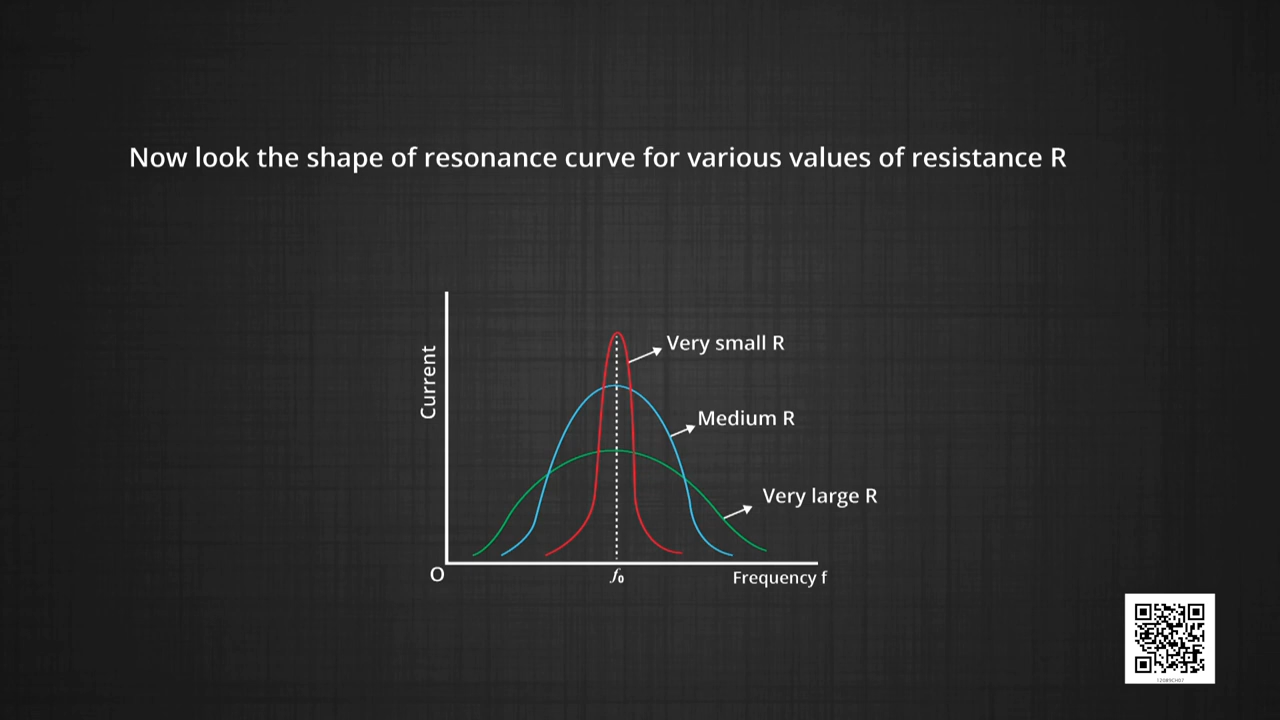 Now look the shape of resonance curve for various values of resistance R
Very small R
Current
Medium R
Very large R
O
f₀
Frequency f
12089CH07